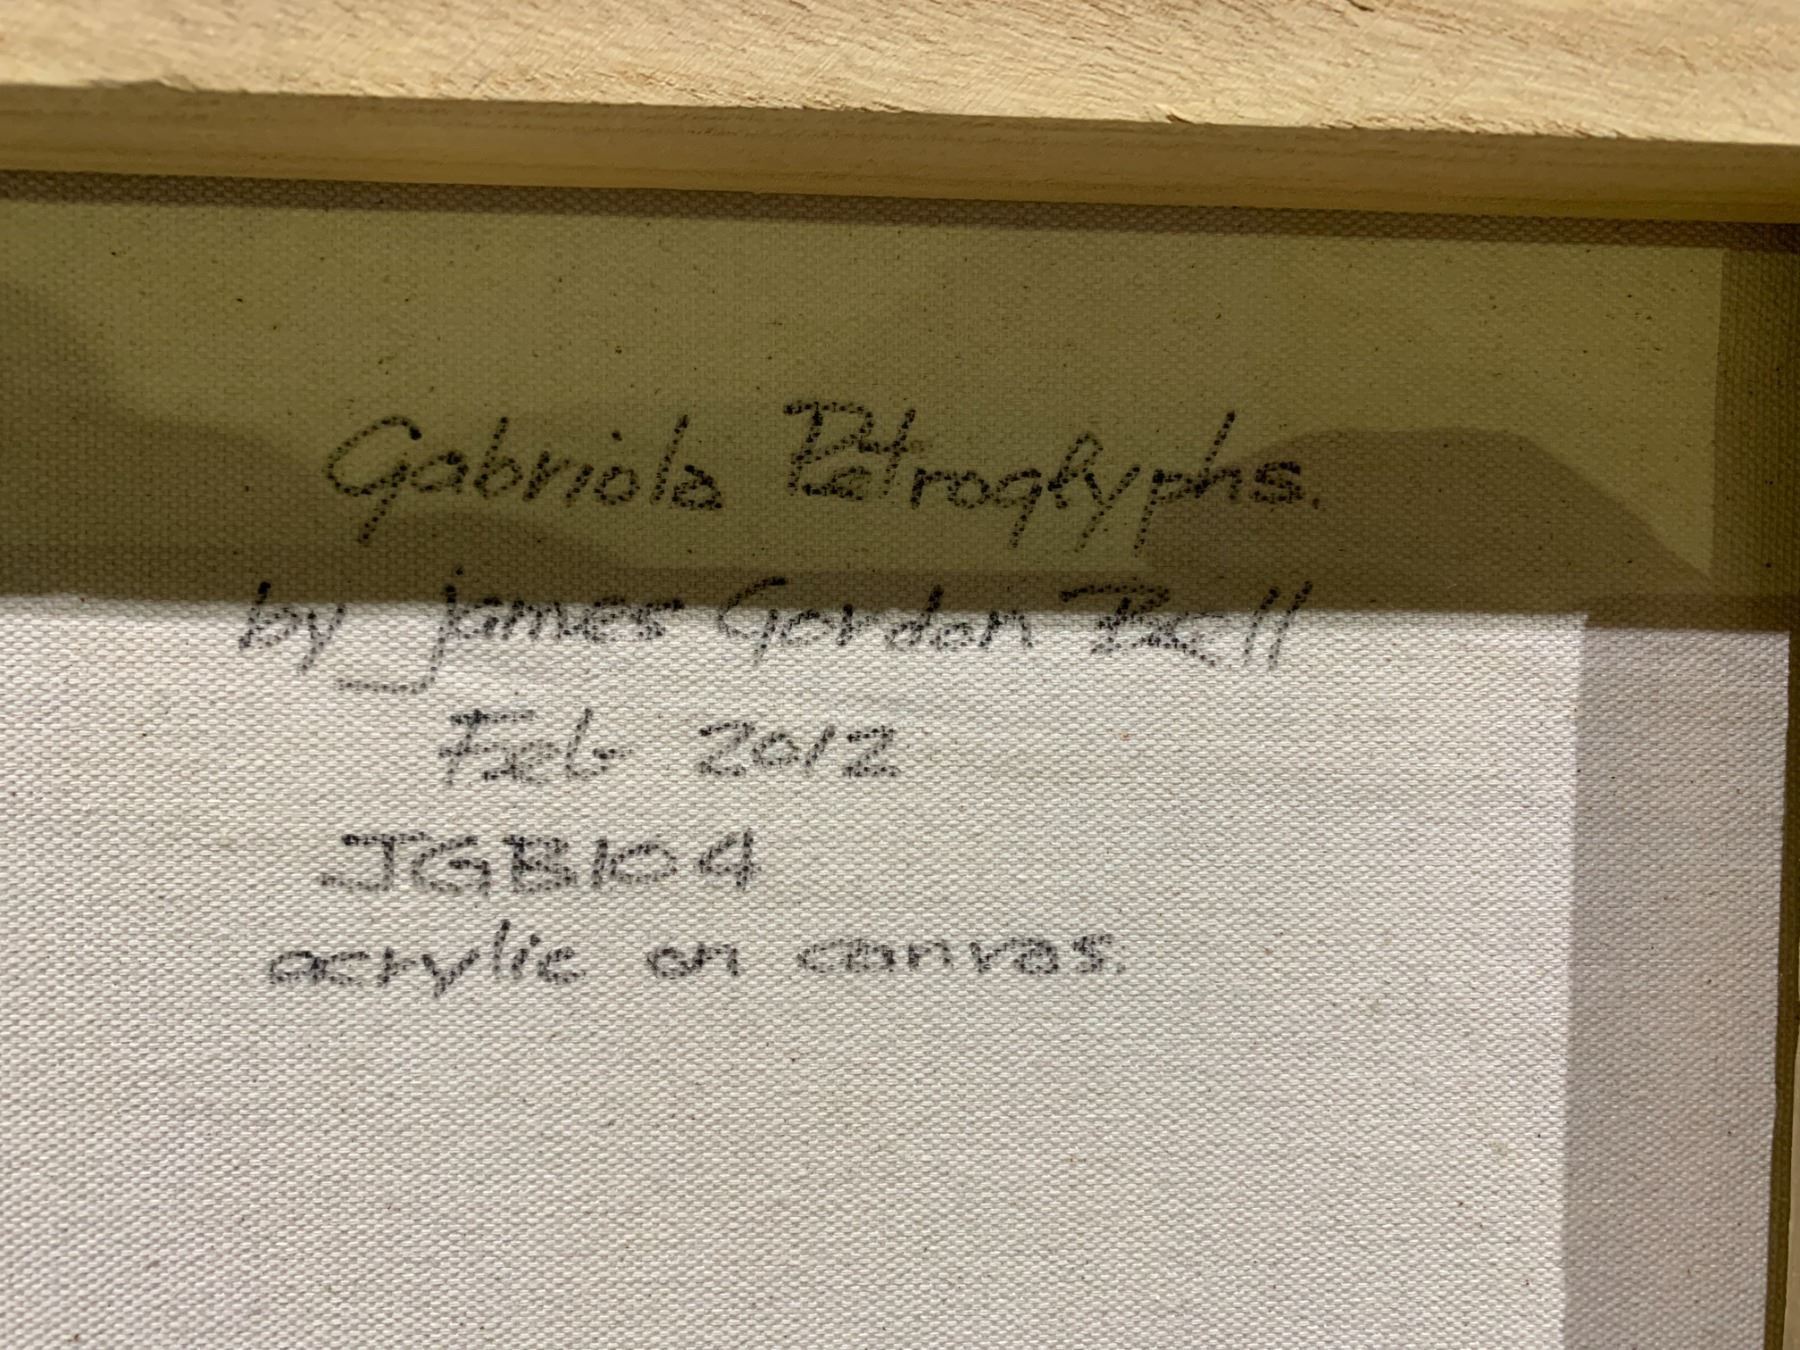 Gabriola Petroglyphs.
by James Gordon Bell
Feb 2012
JGB104
acrylic on canvas.